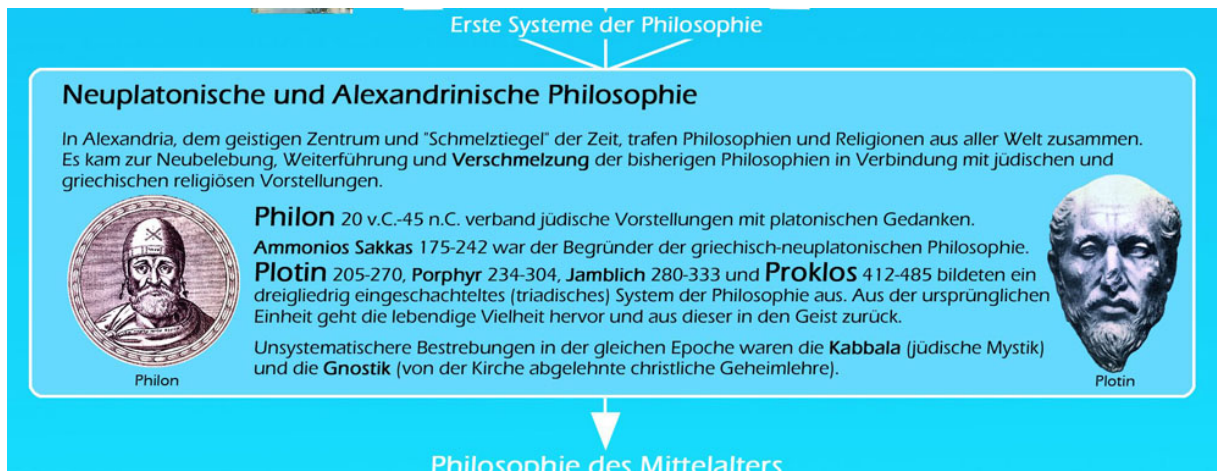 Erste Systeme der Philosophie
Neuplatonische und Alexandrinische Philosophie
In Alexandria, dem geistigen Zentrum und "Schmelztiegel" der Zeit, trafen Philosophien und Religionen aus aller Welt zusammen.
Es kam zur Neubelebung, Weiterführung und Verschmelzung der bisherigen Philosophien in Verbindung mit jüdischen und
griechischen religiösen Vorstellungen.
Philon 20 v.C.-45 n.C. verband jüdische Vorstellungen mit platonischen Gedanken.
Ammonios Sakkas 175-242 war der Begründer der griechisch-neuplatonischen Philosophie.
Plotin 205-270, Porphyr 234-304, Jamblich 280-333 und Proklos 412-485 bildeten ein
dreigliedrig eingeschachteltes (triadisches) System der Philosophie aus. Aus der ursprünglichen
Einheit geht die lebendige Vielheit hervor und aus dieser in den Geist zurück.
Unsystematischere Bestrebungen in der gleichen Epoche waren die Kabbala (jüdische Mystik)
und die Gnostik (von der Kirche abgelehnte christliche Geheimlehre).
Philon
Plotin
Philosophie des Mittelalters